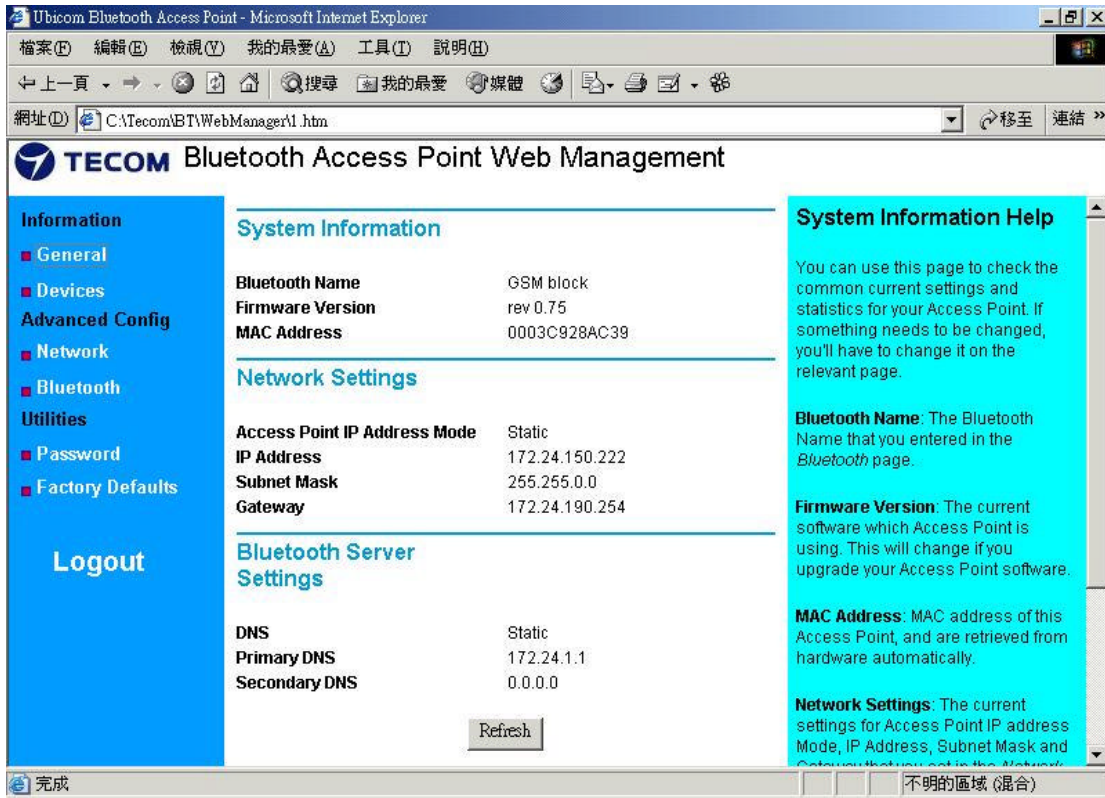 Ubicom Bluetooth Access Point - Microsoft Internet Explorer
檔案(F) 編輯(E) 檢視(V) 我的最愛(A) 工具(T) 說明(H)
上一頁 搜尋 我的最愛 媒體
網址(D) C:\Tecom\BT\WebManager\1.htm 移至 連結 »
TECOM Bluetooth Access Point Web Management
Information
General
Devices
Advanced Config
Network
Bluetooth
Utilities
Password
Factory Defaults
Logout
System Information
Bluetooth Name GSM block
Firmware Version rev 0.75
MAC Address 0003C928AC39
Network Settings
Access Point IP Address Mode Static
IP Address 172.24.150.222
Subnet Mask 255.255.0.0
Gateway 172.24.190.254
Bluetooth Server
Settings
DNS Static
Primary DNS 172.24.1.1
Secondary DNS 0.0.0.0
Refresh
System Information Help
You can use this page to check the
common current settings and
statistics for your Access Point. If
something needs to be changed,
you'll have to change it on the
relevant page.
Bluetooth Name: The Bluetooth
Name that you entered in the
Bluetooth page.
Firmware Version: The current
software which Access Point is
using. This will change if you
upgrade your Access Point software.
MAC Address: MAC address of this
Access Point, and are retrieved from
hardware automatically.
Network Settings: The current
settings for Access Point IP address
Mode, IP Address, Subnet Mask and
Gateway that you set in the Network
完成
不明的區域 (混合)